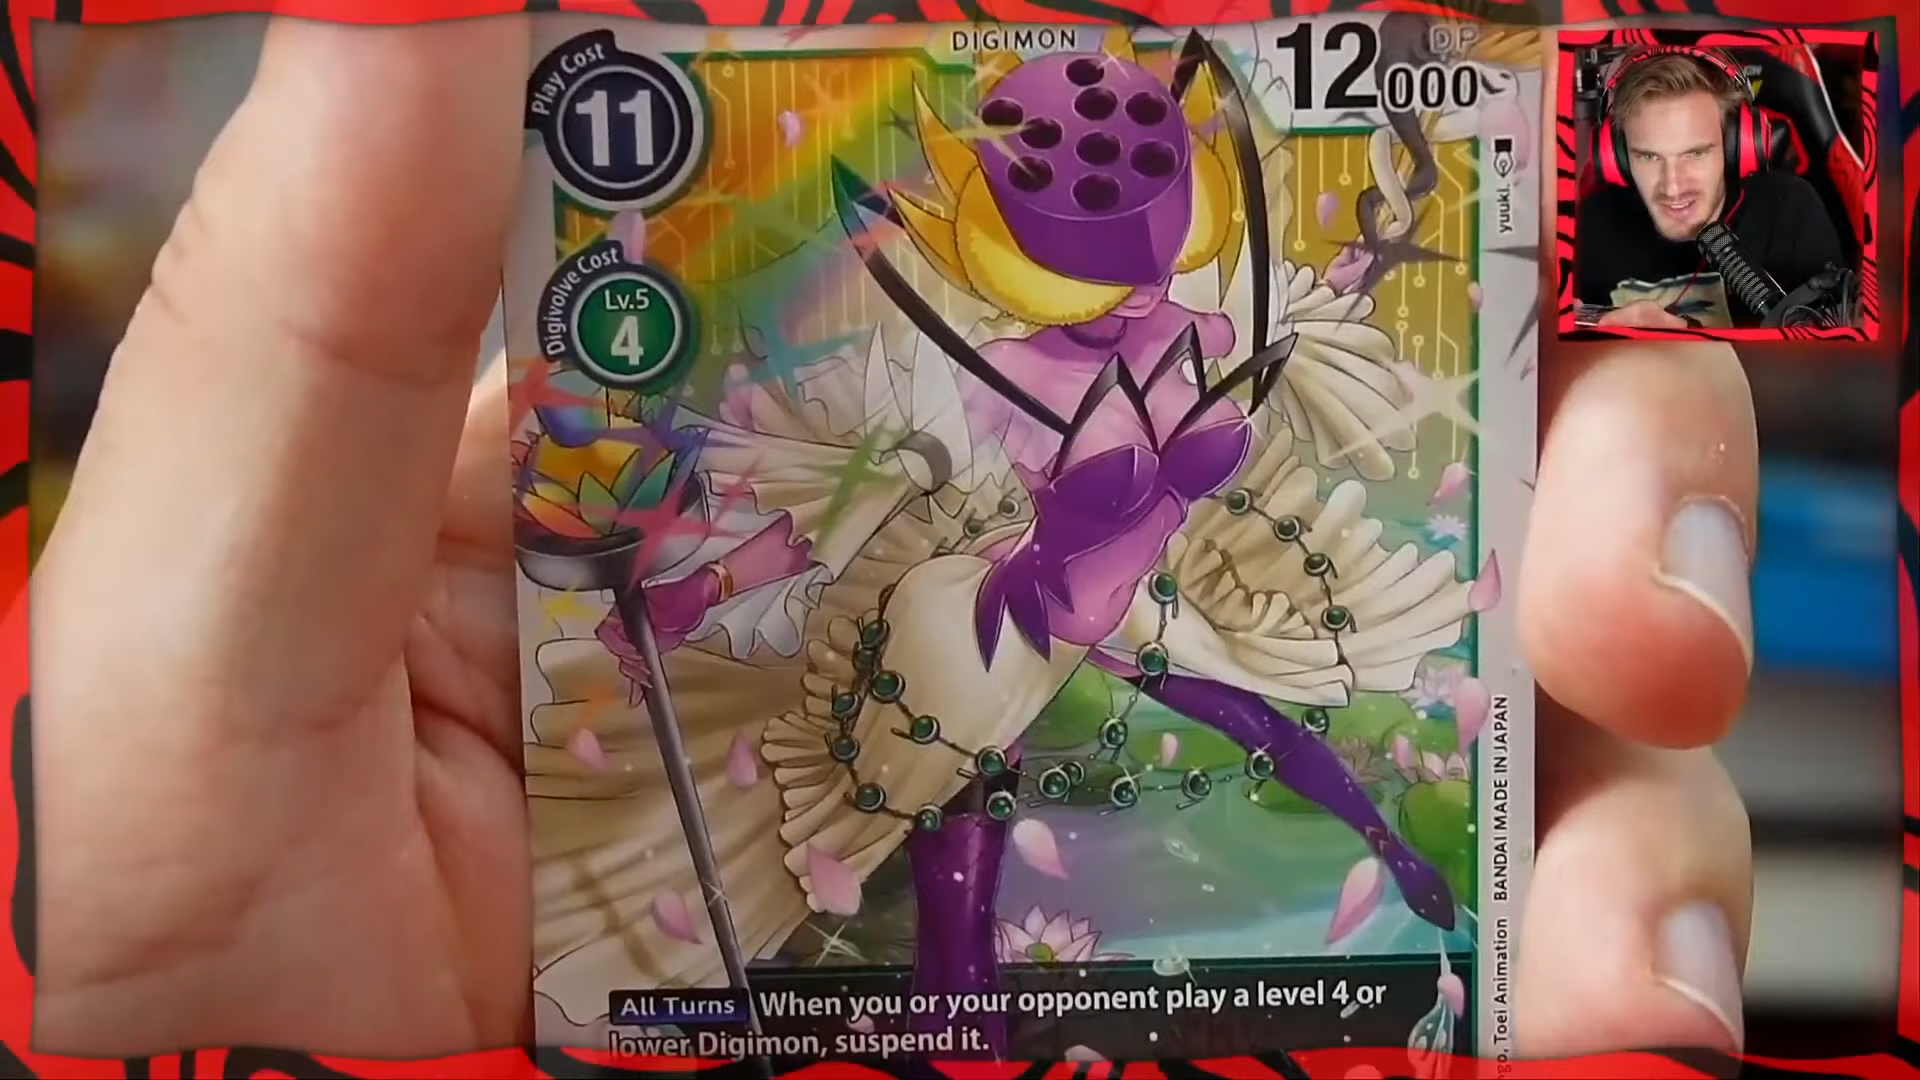 DIGIMON
Play Cost
11
12000
DP
Digivolve Cost
Lv.5
4
yuuki.
BANDAI MADE IN JAPAN
Toei Animation
All Turns When you or your opponent play a level 4 or
lower Digimon, suspend it.